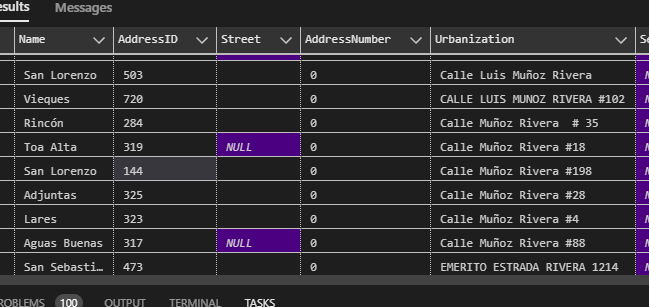 esults Messages
Name AddressID Street AddressNumber Urbanization Se
San Lorenzo 503 0 Calle Luis Muñoz Rivera
Vieques 720 0 CALLE LUIS MUNOZ RIVERA #102
Rincón 284 0 Calle Muñoz Rivera # 35
Toa Alta 319 NULL 0 Calle Muñoz Rivera #18
San Lorenzo 144 0 Calle Muñoz Rivera #198
Adjuntas 325 0 Calle Muñoz Rivera #28
Lares 323 0 Calle Muñoz Rivera #4
Aguas Buenas 317 NULL 0 Calle Muñoz Rivera #88
San Sebasti… 473 0 EMERITO ESTRADA RIVERA 1214
ROBLEMS 100 OUTPUT TERMINAL TASKS